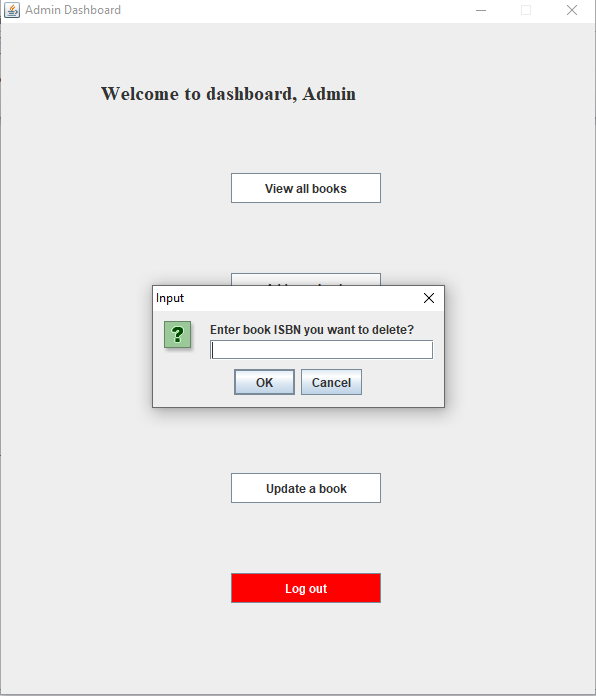 Admin Dashboard
Welcome to dashboard, Admin
View all books
Input
?
Enter book ISBN you want to delete?
OK
Cancel
Update a book
Log out